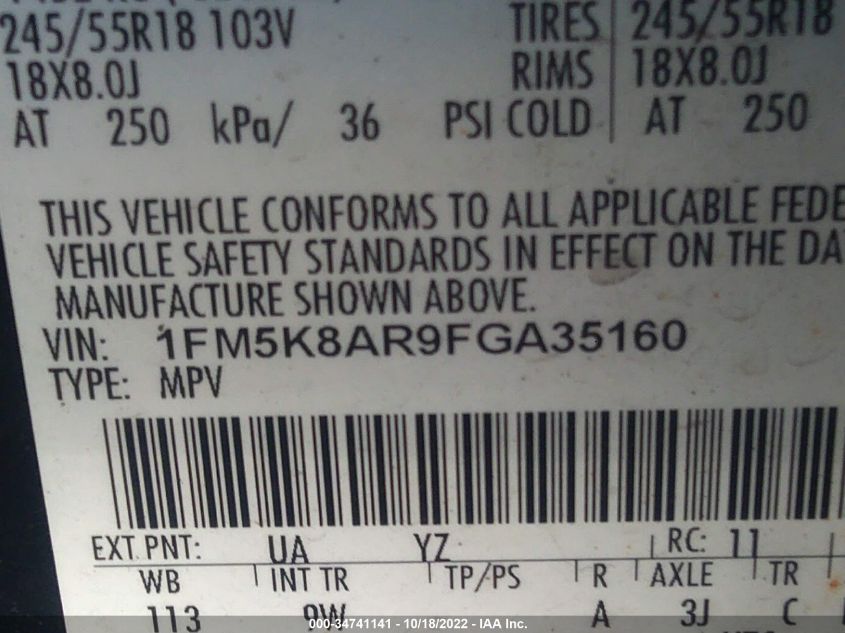 245/55R18 103V TIRES 245/55R18
18X8.0J RIMS 18X8.0J
AT 250 kPa/ 36 PSI COLD AT 250
THIS VEHICLE CONFORMS TO ALL APPLICABLE FEDE
VEHICLE SAFETY STANDARDS IN EFFECT ON THE DA
MANUFACTURE SHOWN ABOVE.
VIN: 1FM5K8AR9FGA35160
TYPE: MPV
EXT. PNT: UA YZ RC: 11
WB INT TR TP/PS R AXLE TR
113 9W A 3J C
000-34741141 - 10/18/2022 - IAA Inc.